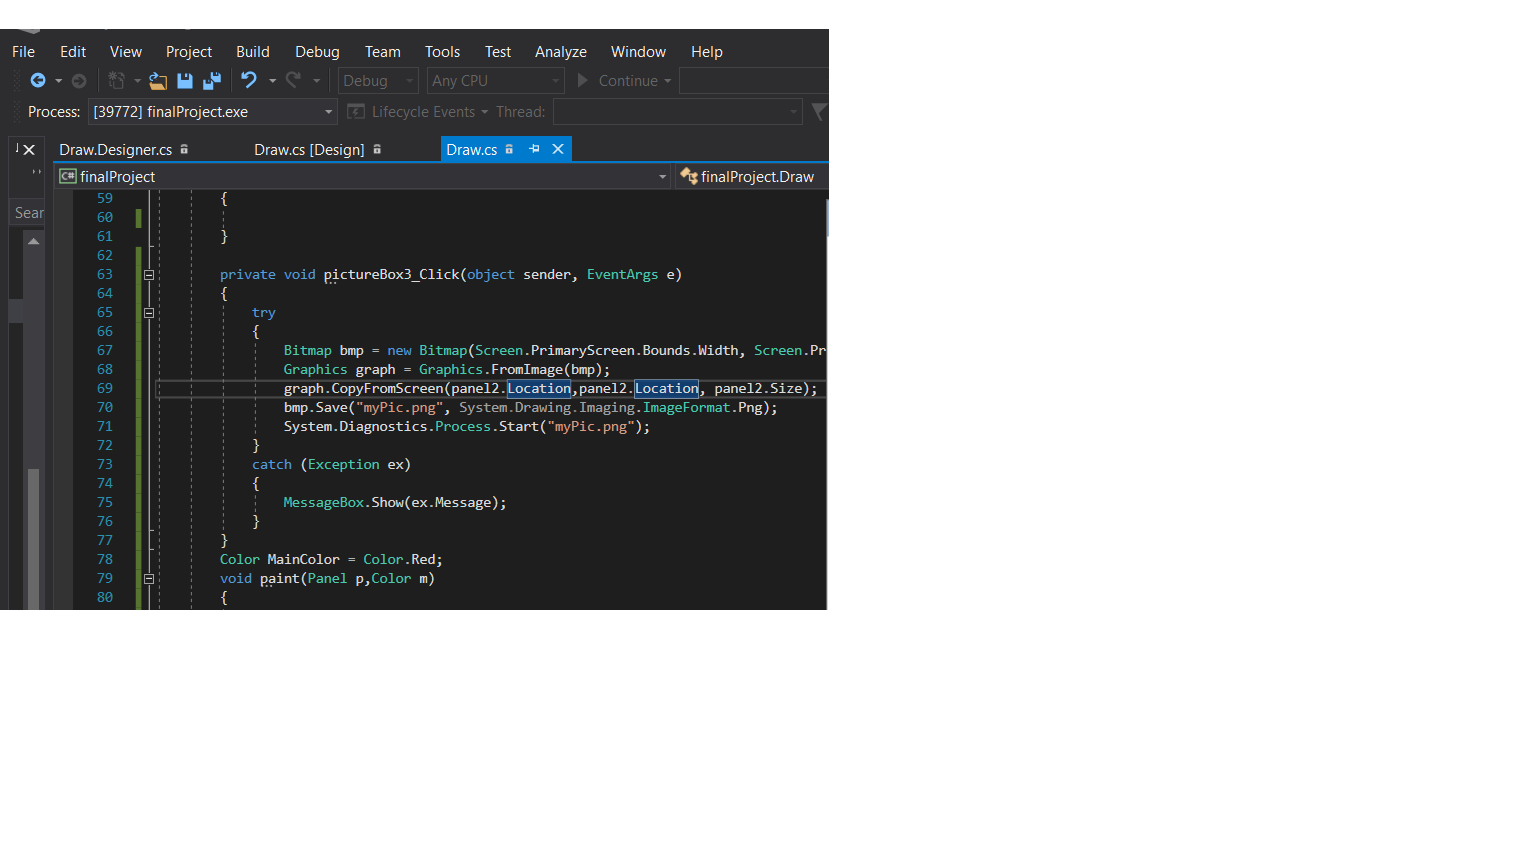 File Edit View Project Build Debug Team Tools Test Analyze Window Help
Debug Any CPU Continue
Process: [39772] finalProject.exe Lifecycle Events Thread:
Draw.Designer.cs Draw.cs [Design] Draw.cs
C# finalProject finalProject.Draw
Sear
59 {
60
61 }
62
63 private void pictureBox3_Click(object sender, EventArgs e)
64 {
65 try
66 {
67 Bitmap bmp = new Bitmap(Screen.PrimaryScreen.Bounds.Width, Screen.Pr
68 Graphics graph = Graphics.FromImage(bmp);
69 graph.CopyFromScreen(panel2.Location,panel2.Location, panel2.Size);
70 bmp.Save("myPic.png", System.Drawing.Imaging.ImageFormat.Png);
71 System.Diagnostics.Process.Start("myPic.png");
72 }
73 catch (Exception ex)
74 {
75 MessageBox.Show(ex.Message);
76 }
77 }
78 Color MainColor = Color.Red;
79 void paint(Panel p,Color m)
80 {